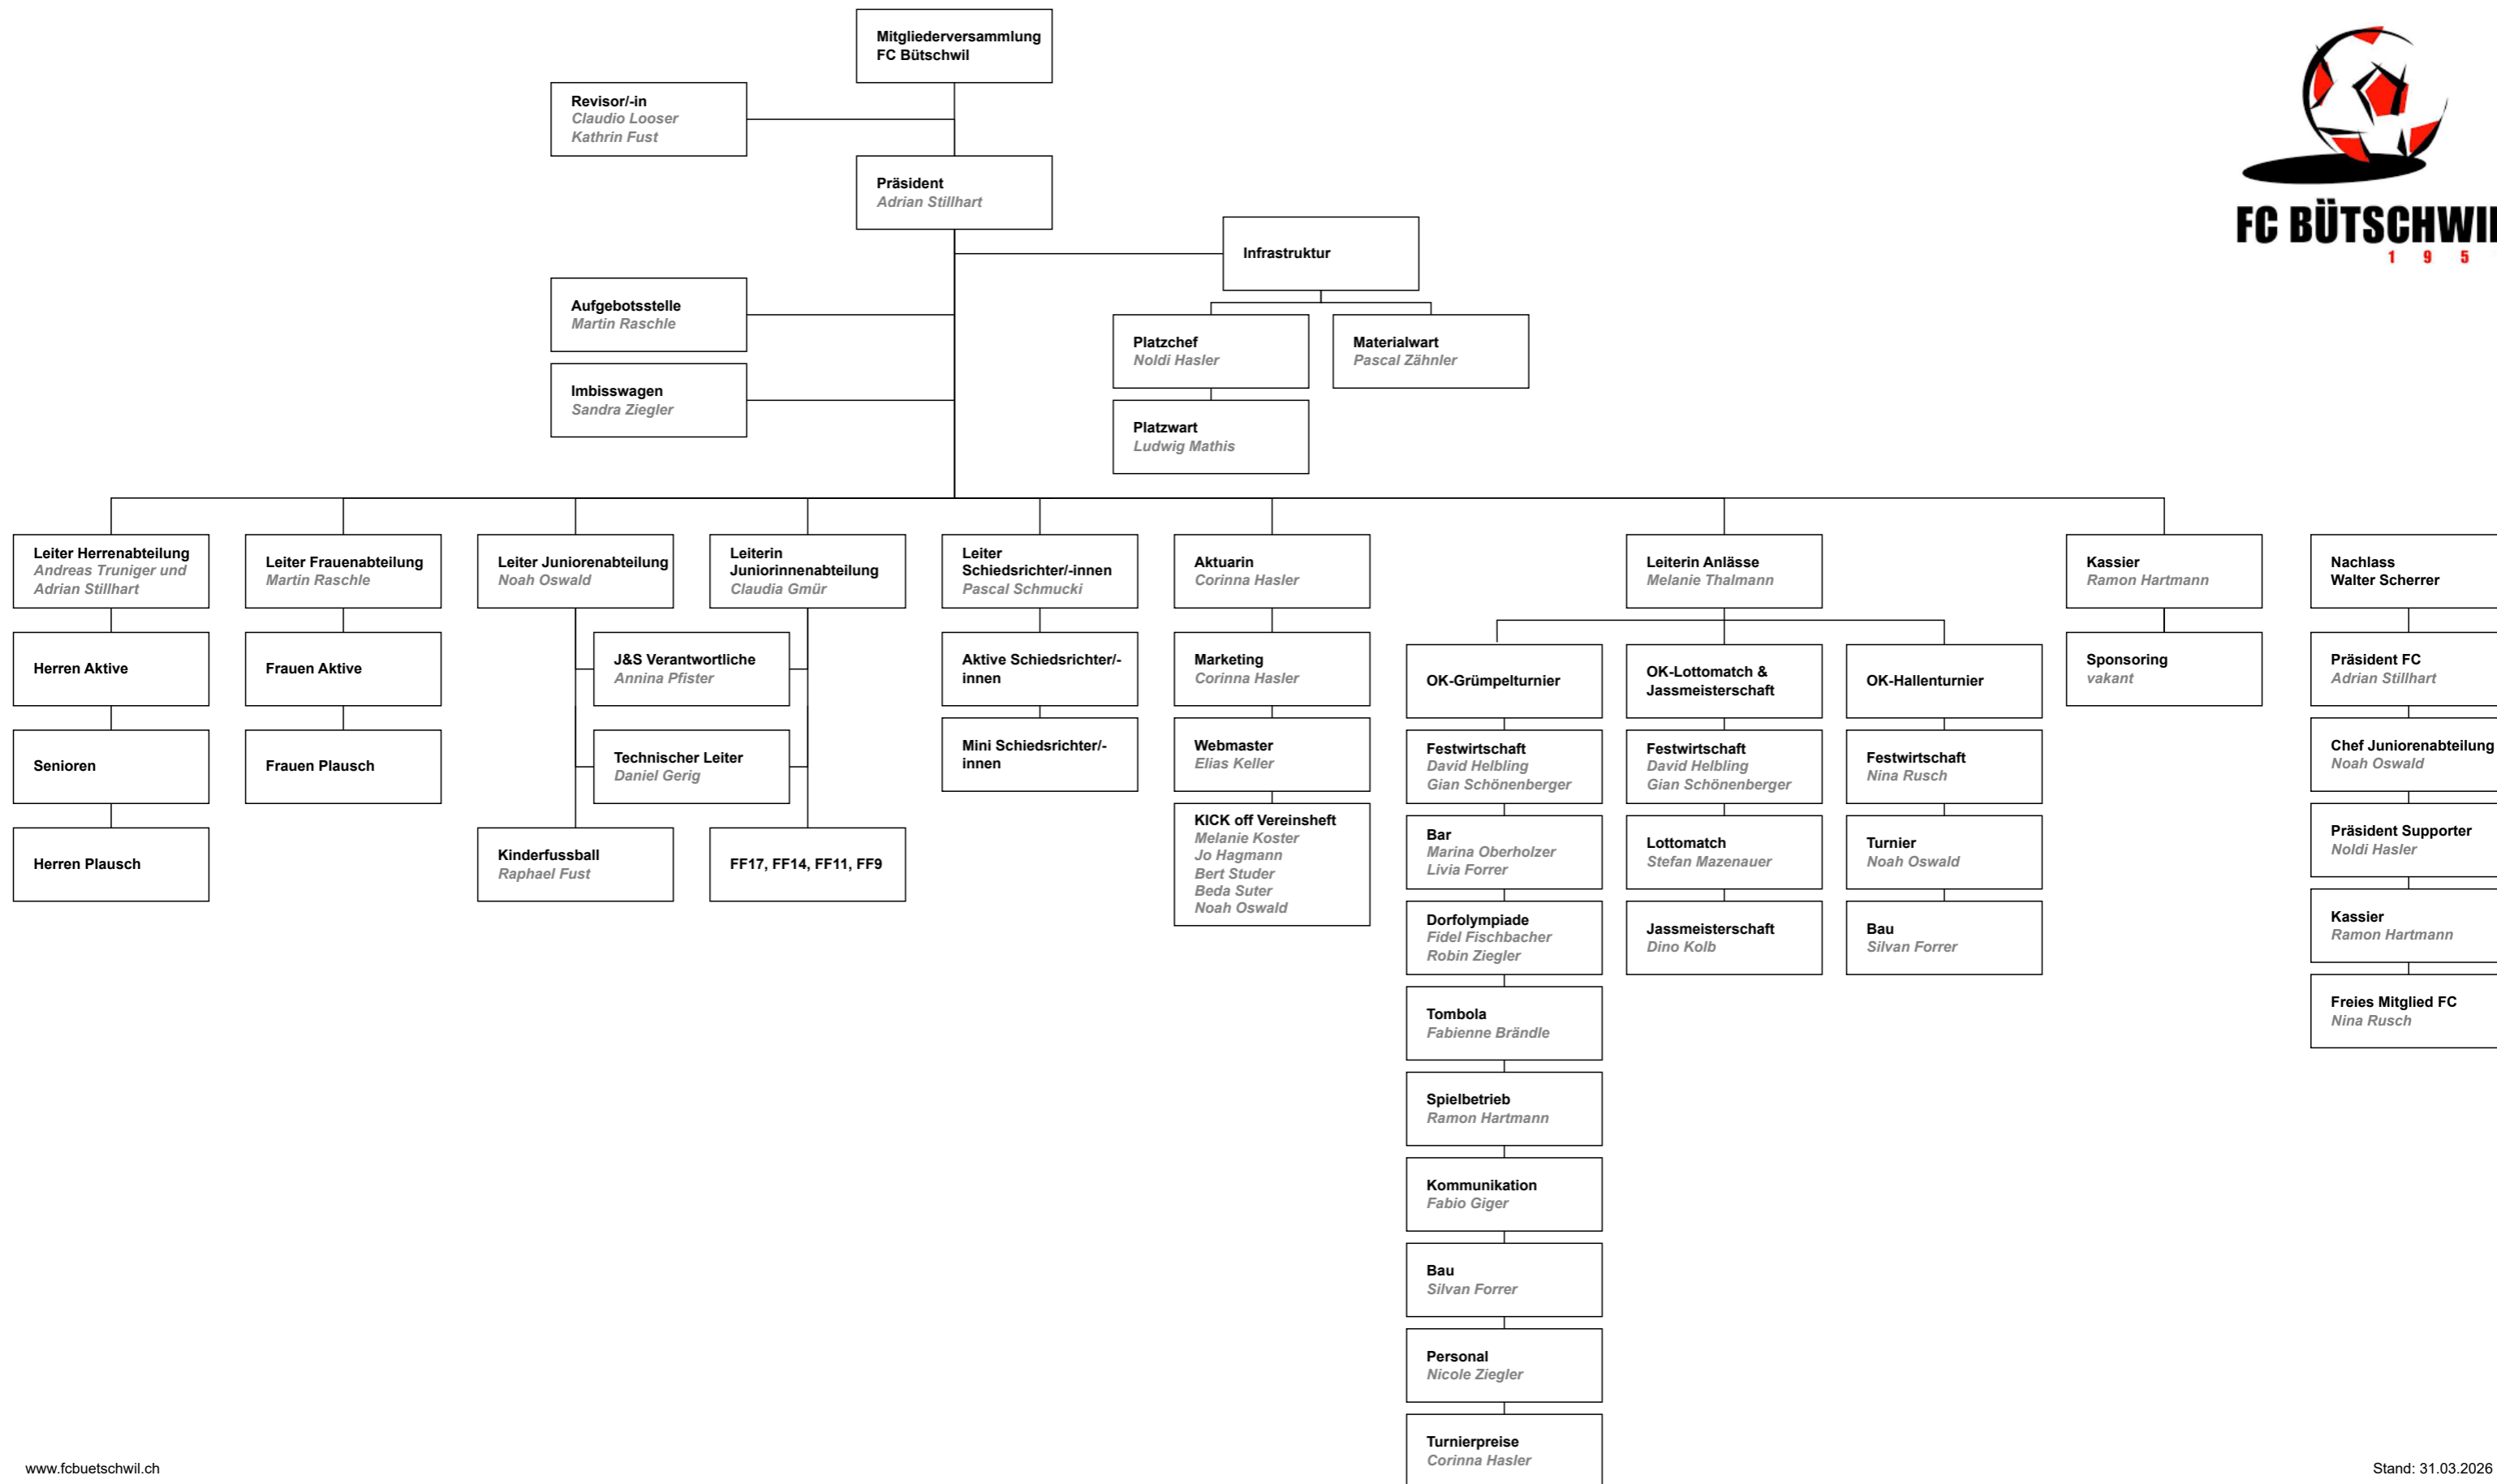 Mitgliederversammlung
FC Bütschwil
Revisor/-in
Claudio Looser
Kathrin Fust
Präsident
Adrian Stillhart
FC BÜTSCHWIL
1 9 5
Infrastruktur
Aufgebotsstelle
Martin Raschle
Platzchef
Noldi Hasler
Materialwart
Pascal Zähnler
Imbisswagen
Sandra Ziegler
Platzwart
Ludwig Mathis
Leiter Herrenabteilung
Andreas Truniger und
Adrian Stillhart
Herren Aktive
Senioren
Herren Plausch
Leiter Frauenabteilung
Martin Raschle
Frauen Aktive
Frauen Plausch
Leiter Juniorenabteilung
Noah Oswald
Leiterin
Juniorinnenabteilung
Claudia Gmür
J&S Verantwortliche
Annina Pfister
Technischer Leiter
Daniel Gerig
Kinderfussball
Raphael Fust
FF17, FF14, FF11, FF9
Leiter
Schiedsrichter/-innen
Pascal Schmucki
Aktive Schiedsrichter/-
innen
Mini Schiedsrichter/-
innen
Aktuarin
Corinna Hasler
Marketing
Corinna Hasler
Webmaster
Elias Keller
KICK off Vereinsheft
Melanie Koster
Jo Hagmann
Bert Studer
Beda Suter
Noah Oswald
Leiterin Anlässe
Melanie Thalmann
OK-Grümpelturnier
Festwirtschaft
David Helbling
Gian Schönenberger
Bar
Marina Oberholzer
Livia Forrer
Dorfolympiade
Fidel Fischbacher
Robin Ziegler
Tombola
Fabienne Brändle
Spielbetrieb
Ramon Hartmann
Kommunikation
Fabio Giger
Bau
Silvan Forrer
Personal
Nicole Ziegler
Turnierpreise
Corinna Hasler
OK-Lottomatch &
Jassmeisterschaft
Festwirtschaft
David Helbling
Gian Schönenberger
Lottomatch
Stefan Mazenauer
Jassmeisterschaft
Dino Kolb
OK-Hallenturnier
Festwirtschaft
Nina Rusch
Turnier
Noah Oswald
Bau
Silvan Forrer
Kassier
Ramon Hartmann
Sponsoring
vakant
Nachlass
Walter Scherrer
Präsident FC
Adrian Stillhart
Chef Juniorenabteilung
Noah Oswald
Präsident Supporter
Noldi Hasler
Kassier
Ramon Hartmann
Freies Mitglied FC
Nina Rusch
www.fcbuetschwil.ch
Stand: 31.03.2026